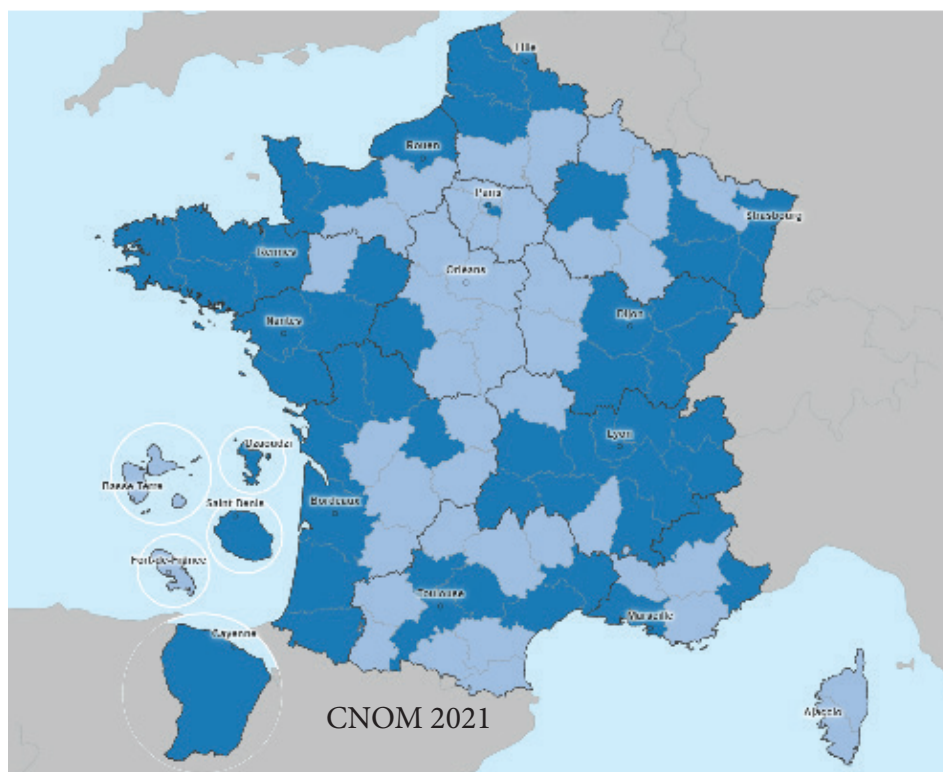 Lille
Rouen
Paris
Strasbourg
Rennes
Orléans
Nantes
Dijon
Lyon
Dzaoudzi
Basse Terre
Saint Denis
Bordeaux
Fort-de-France
Toulouse
Marseille
Cayenne
Ajaccio
CNOM 2021